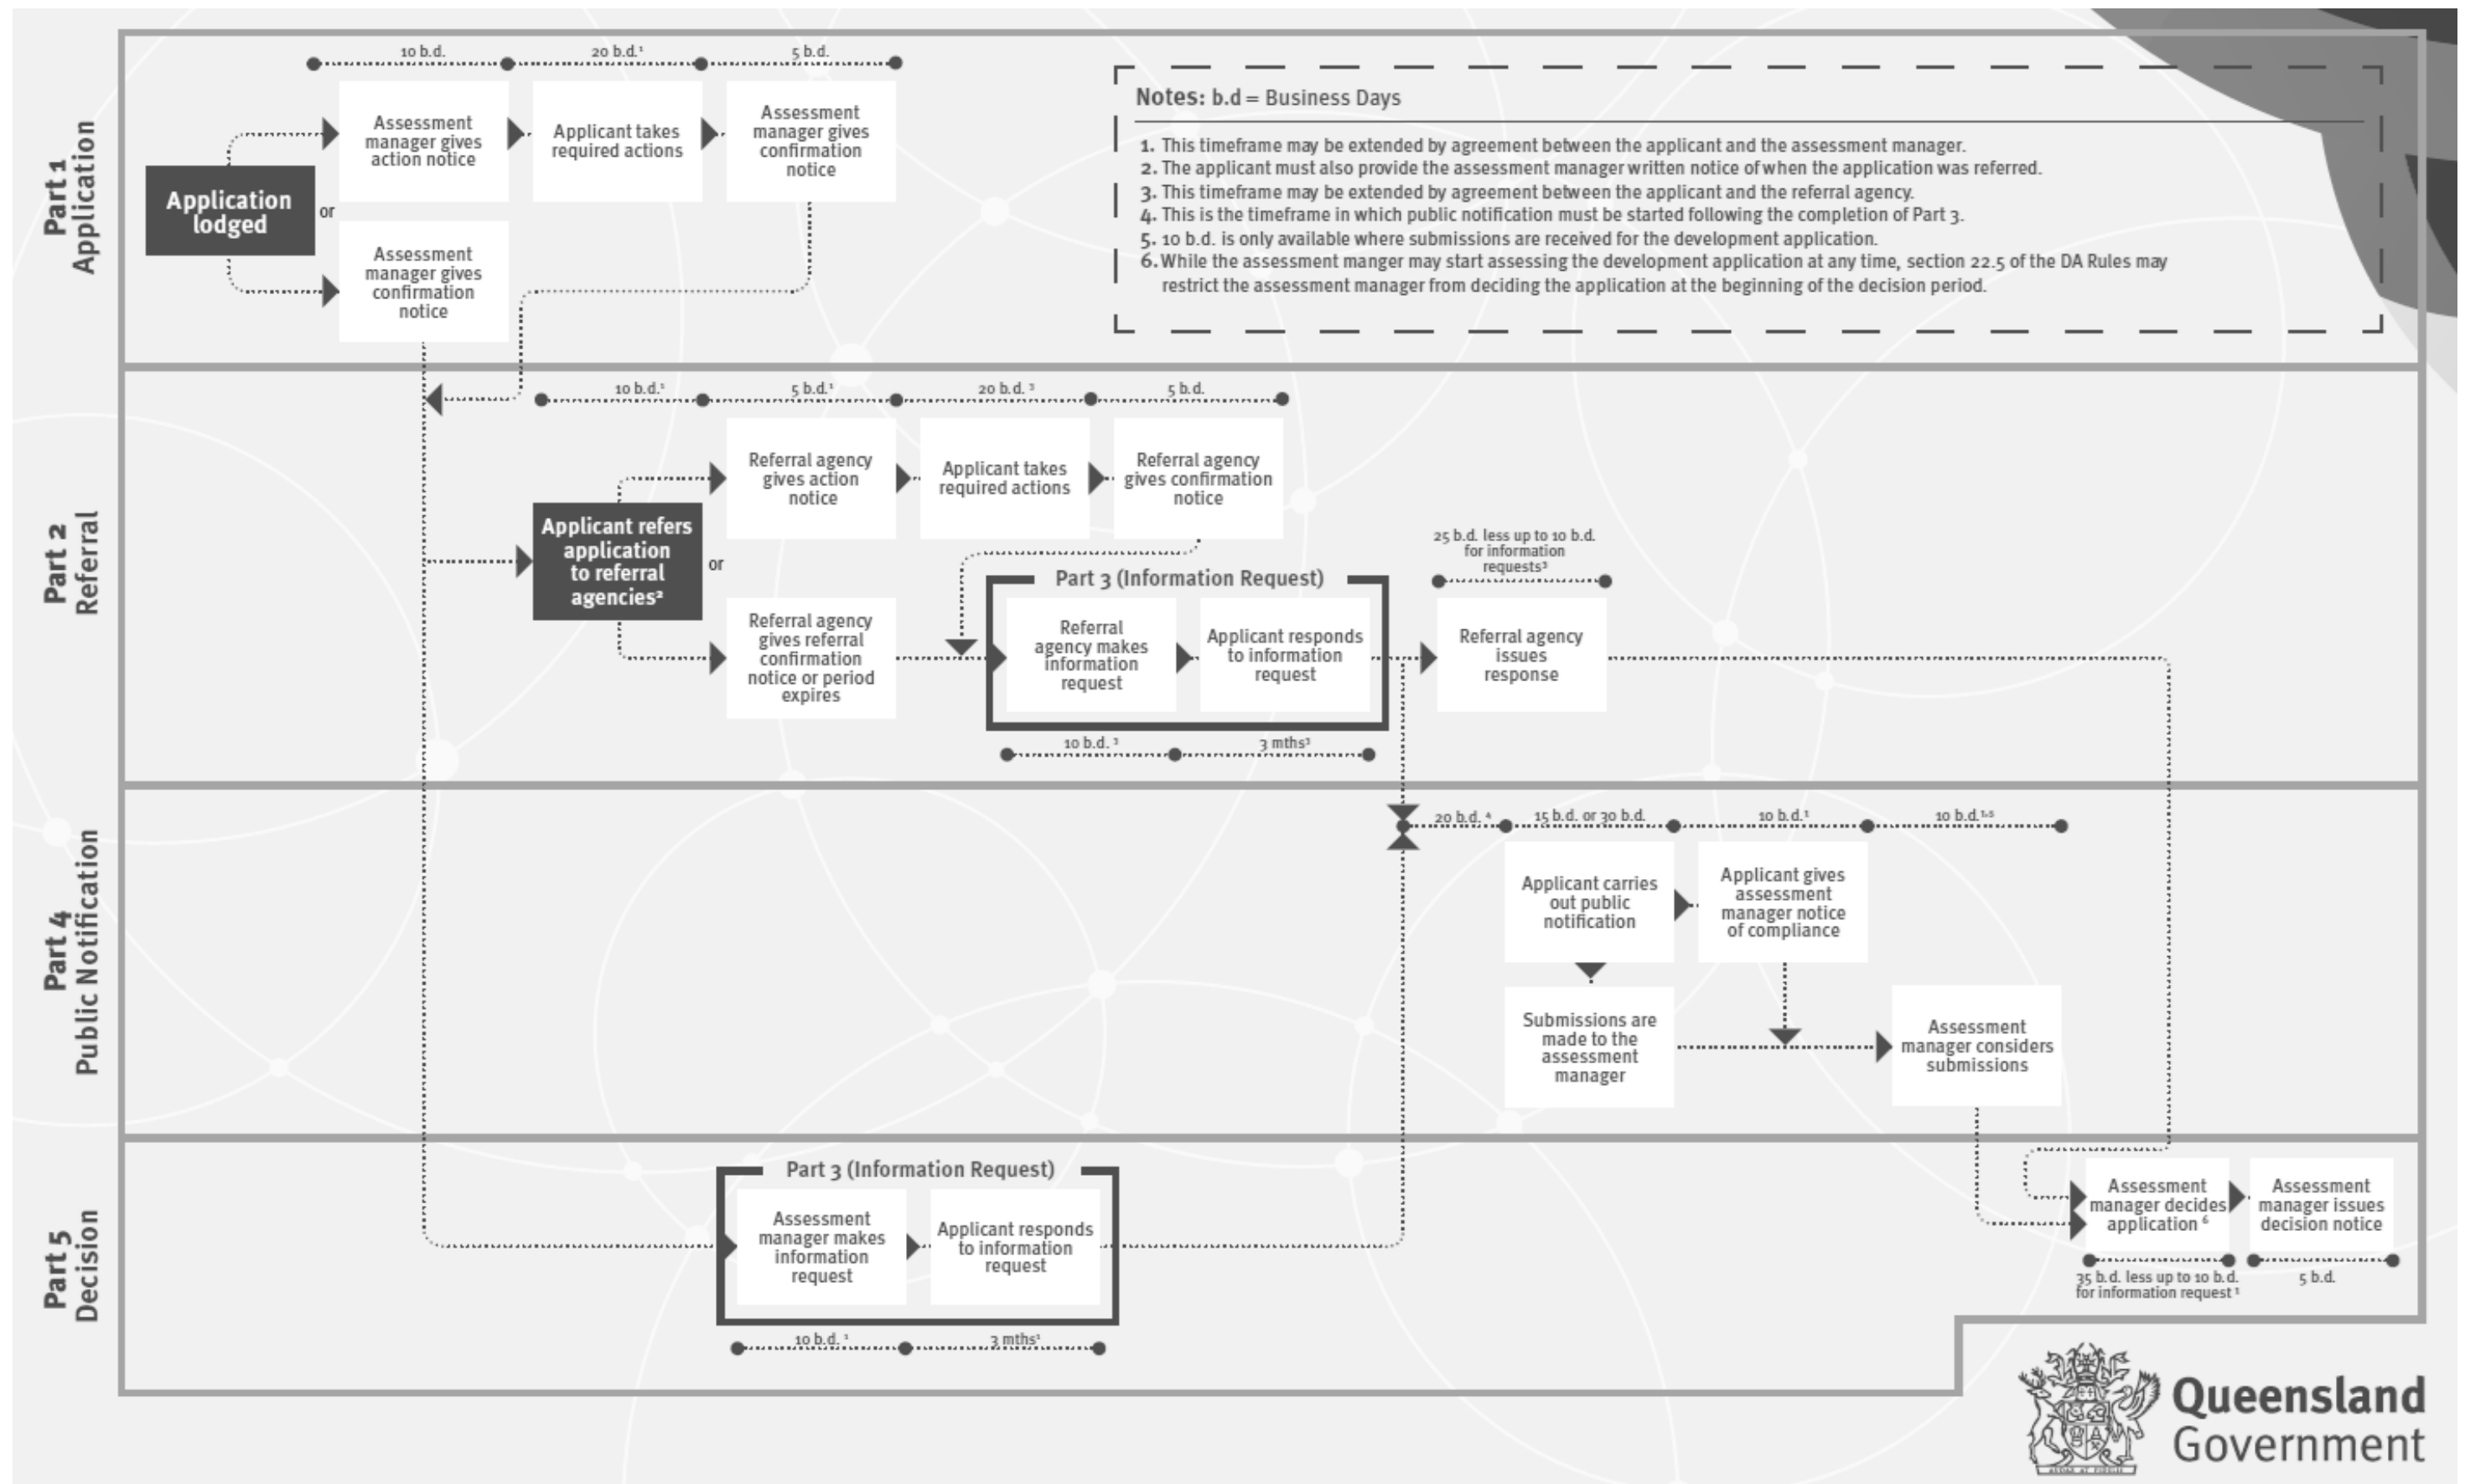 Part 1
Application
10 b.d.
20 b.d.¹
5 b.d.
Application
lodged
or
Assessment
manager gives
action notice
Applicant takes
required actions
Assessment
manager gives
confirmation
notice
Assessment
manager gives
confirmation
notice
Notes: b.d = Business Days
1. This timeframe may be extended by agreement between the applicant and the assessment manager.
2. The applicant must also provide the assessment manager written notice of when the application was referred.
3. This timeframe may be extended by agreement between the applicant and the referral agency.
4. This is the timeframe in which public notification must be started following the completion of Part 3.
5. 10 b.d. is only available where submissions are received for the development application.
6. While the assessment manger may start assessing the development application at any time, section 22.5 of the DA Rules may
restrict the assessment manager from deciding the application at the beginning of the decision period.
Part 2
Referral
10 b.d.¹
5 b.d.¹
20 b.d. ³
5 b.d.
Applicant refers
application
to referral
agencies²
or
Referral agency
gives action
notice
Applicant takes
required actions
Referral agency
gives confirmation
notice
Referral agency
gives referral
confirmation
notice or period
expires
Part 3 (Information Request)
Referral
agency makes
information
request
Applicant responds
to information
request
10 b.d. ³
3 mths³
25 b.d. less up to 10 b.d.
for information
requests³
Referral agency
issues
response
Part 4
Public Notification
20 b.d. ⁴
15 b.d. or 30 b.d.
10 b.d.¹
10 b.d.¹˒⁵
Applicant carries
out public
notification
Applicant gives
assessment
manager notice
of compliance
Submissions are
made to the
assessment
manager
Assessment
manager considers
submissions
Part 5
Decision
Part 3 (Information Request)
Assessment
manager makes
information
request
Applicant responds
to information
request
10 b.d. ¹
3 mths¹
Assessment
manager decides
application ⁶
Assessment
manager issues
decision notice
35 b.d. less up to 10 b.d.
for information request ¹
5 b.d.
Queensland
Government